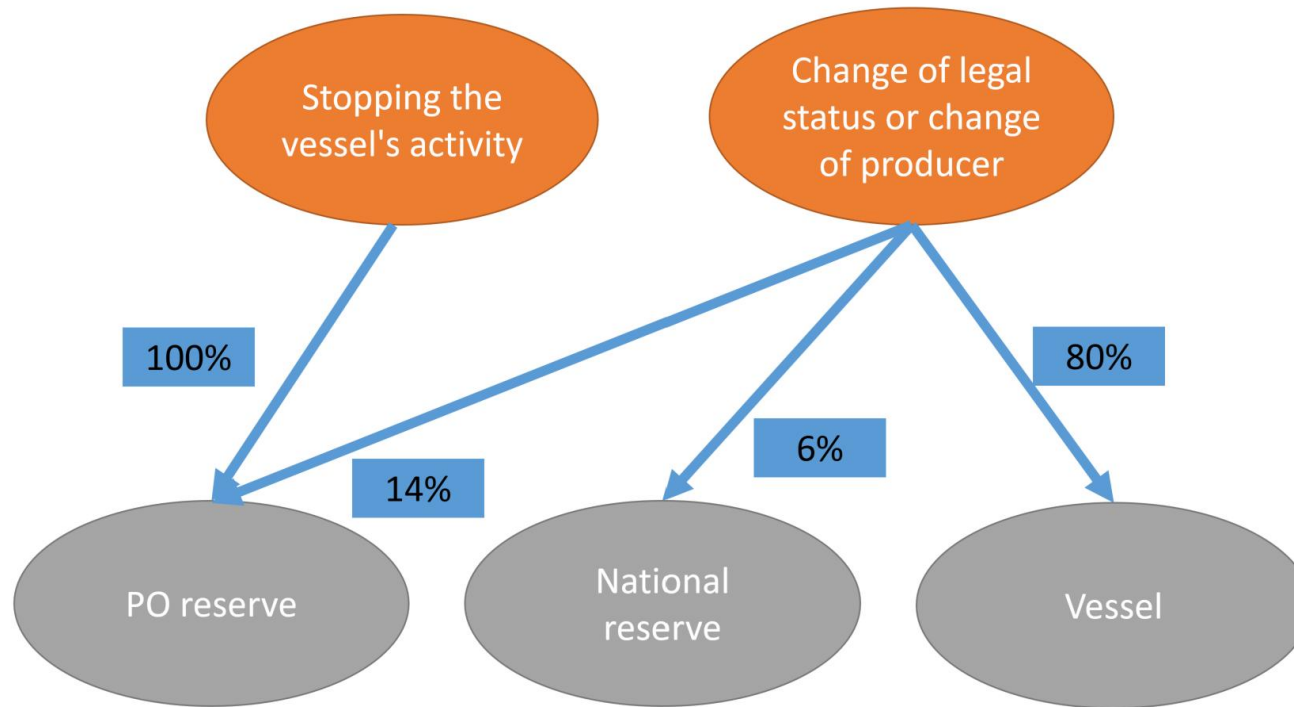 Stopping the
vessel's activity
Change of legal
status or change
of producer
100%
80%
6%
14%
PO reserve
National
reserve
Vessel